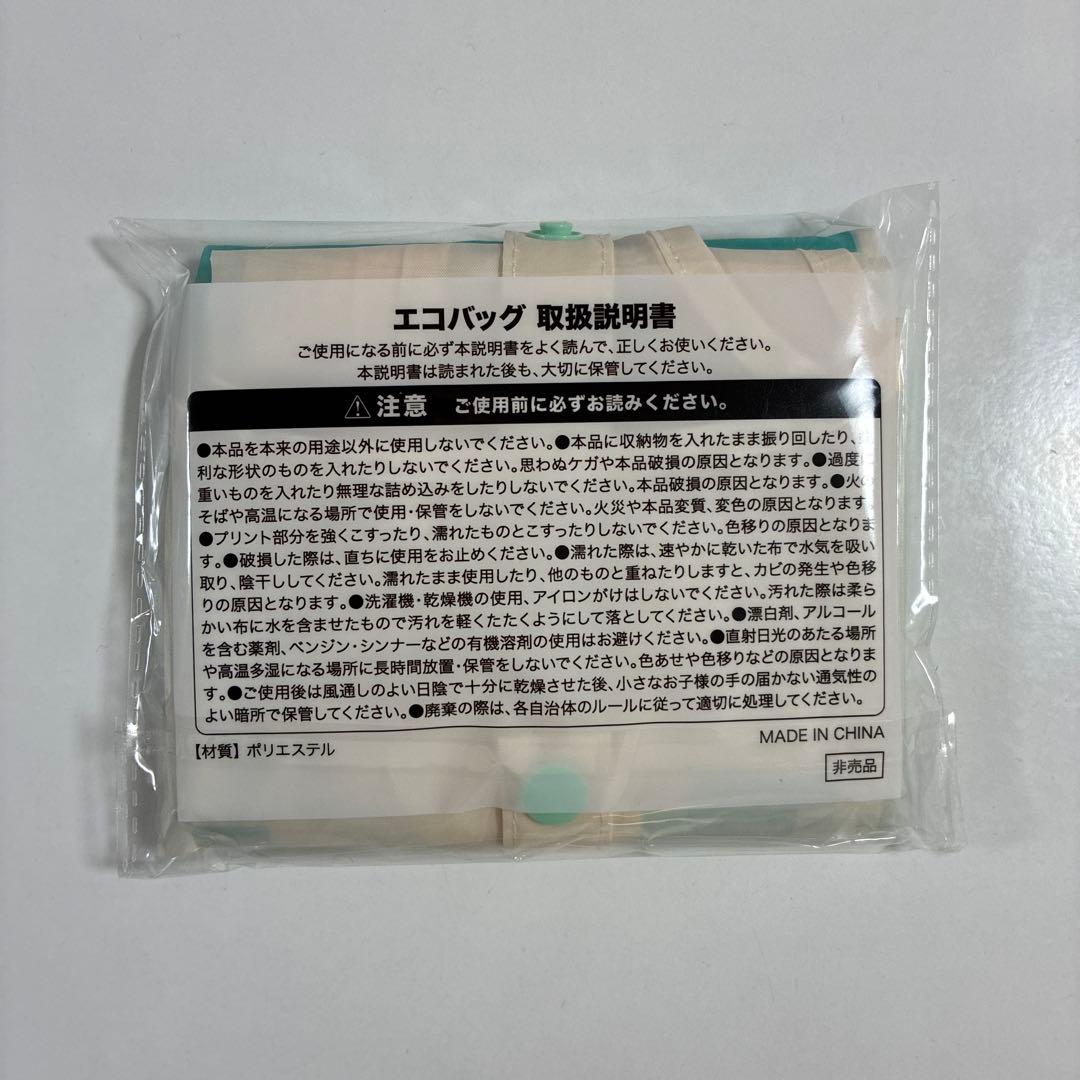 エコバッグ 取扱説明書
ご使用になる前に必ず本説明書をよく読んで、正しくお使いください。
本説明書は読まれた後も、大切に保管してください。
注意 ご使用前に必ずお読みください。
●本品を本来の用途以外に使用しないでください。●本品に収納物を入れたまま振り回したり、
利な形状のものを入れたりしないでください。思わぬケガや本品破損の原因となります。●過度に
重いものを入れたり無理な詰め込みをしたりしないでください。本品破損の原因となります。●火の
そばや高温になる場所で使用・保管をしないでください。火災や本品変質、変色の原因となります。
●プリント部分を強くこすったり、濡れたものとこすったりしないでください。色移りの原因となりま
す。●破損した際は、直ちに使用をお止めください。●濡れた際は、速やかに乾いた布で水気を吸い
取り、陰干ししてください。濡れたまま使用したり、他のものと重ねたりしますと、カビの発生や色移
りの原因となります。●洗濯機・乾燥機の使用、アイロンがけはしないでください。汚れた際は柔ら
かい布に水を含ませたもので汚れを軽くたたくようにして落としてください。●漂白剤、アルコール
を含む薬剤、ベンジン・シンナーなどの有機溶剤の使用はお避けください。●直射日光のあたる場所
や高温多湿になる場所に長時間放置・保管をしないでください。色あせや色移りなどの原因となりま
す。●ご使用後は風通しのよい日陰で十分に乾燥させた後、小さなお子様の手の届かない通気性の
よい暗所で保管してください。●廃棄の際は、各自治体のルールに従って適切に処理してください。
【材質】ポリエステル
MADE IN CHINA
非売品